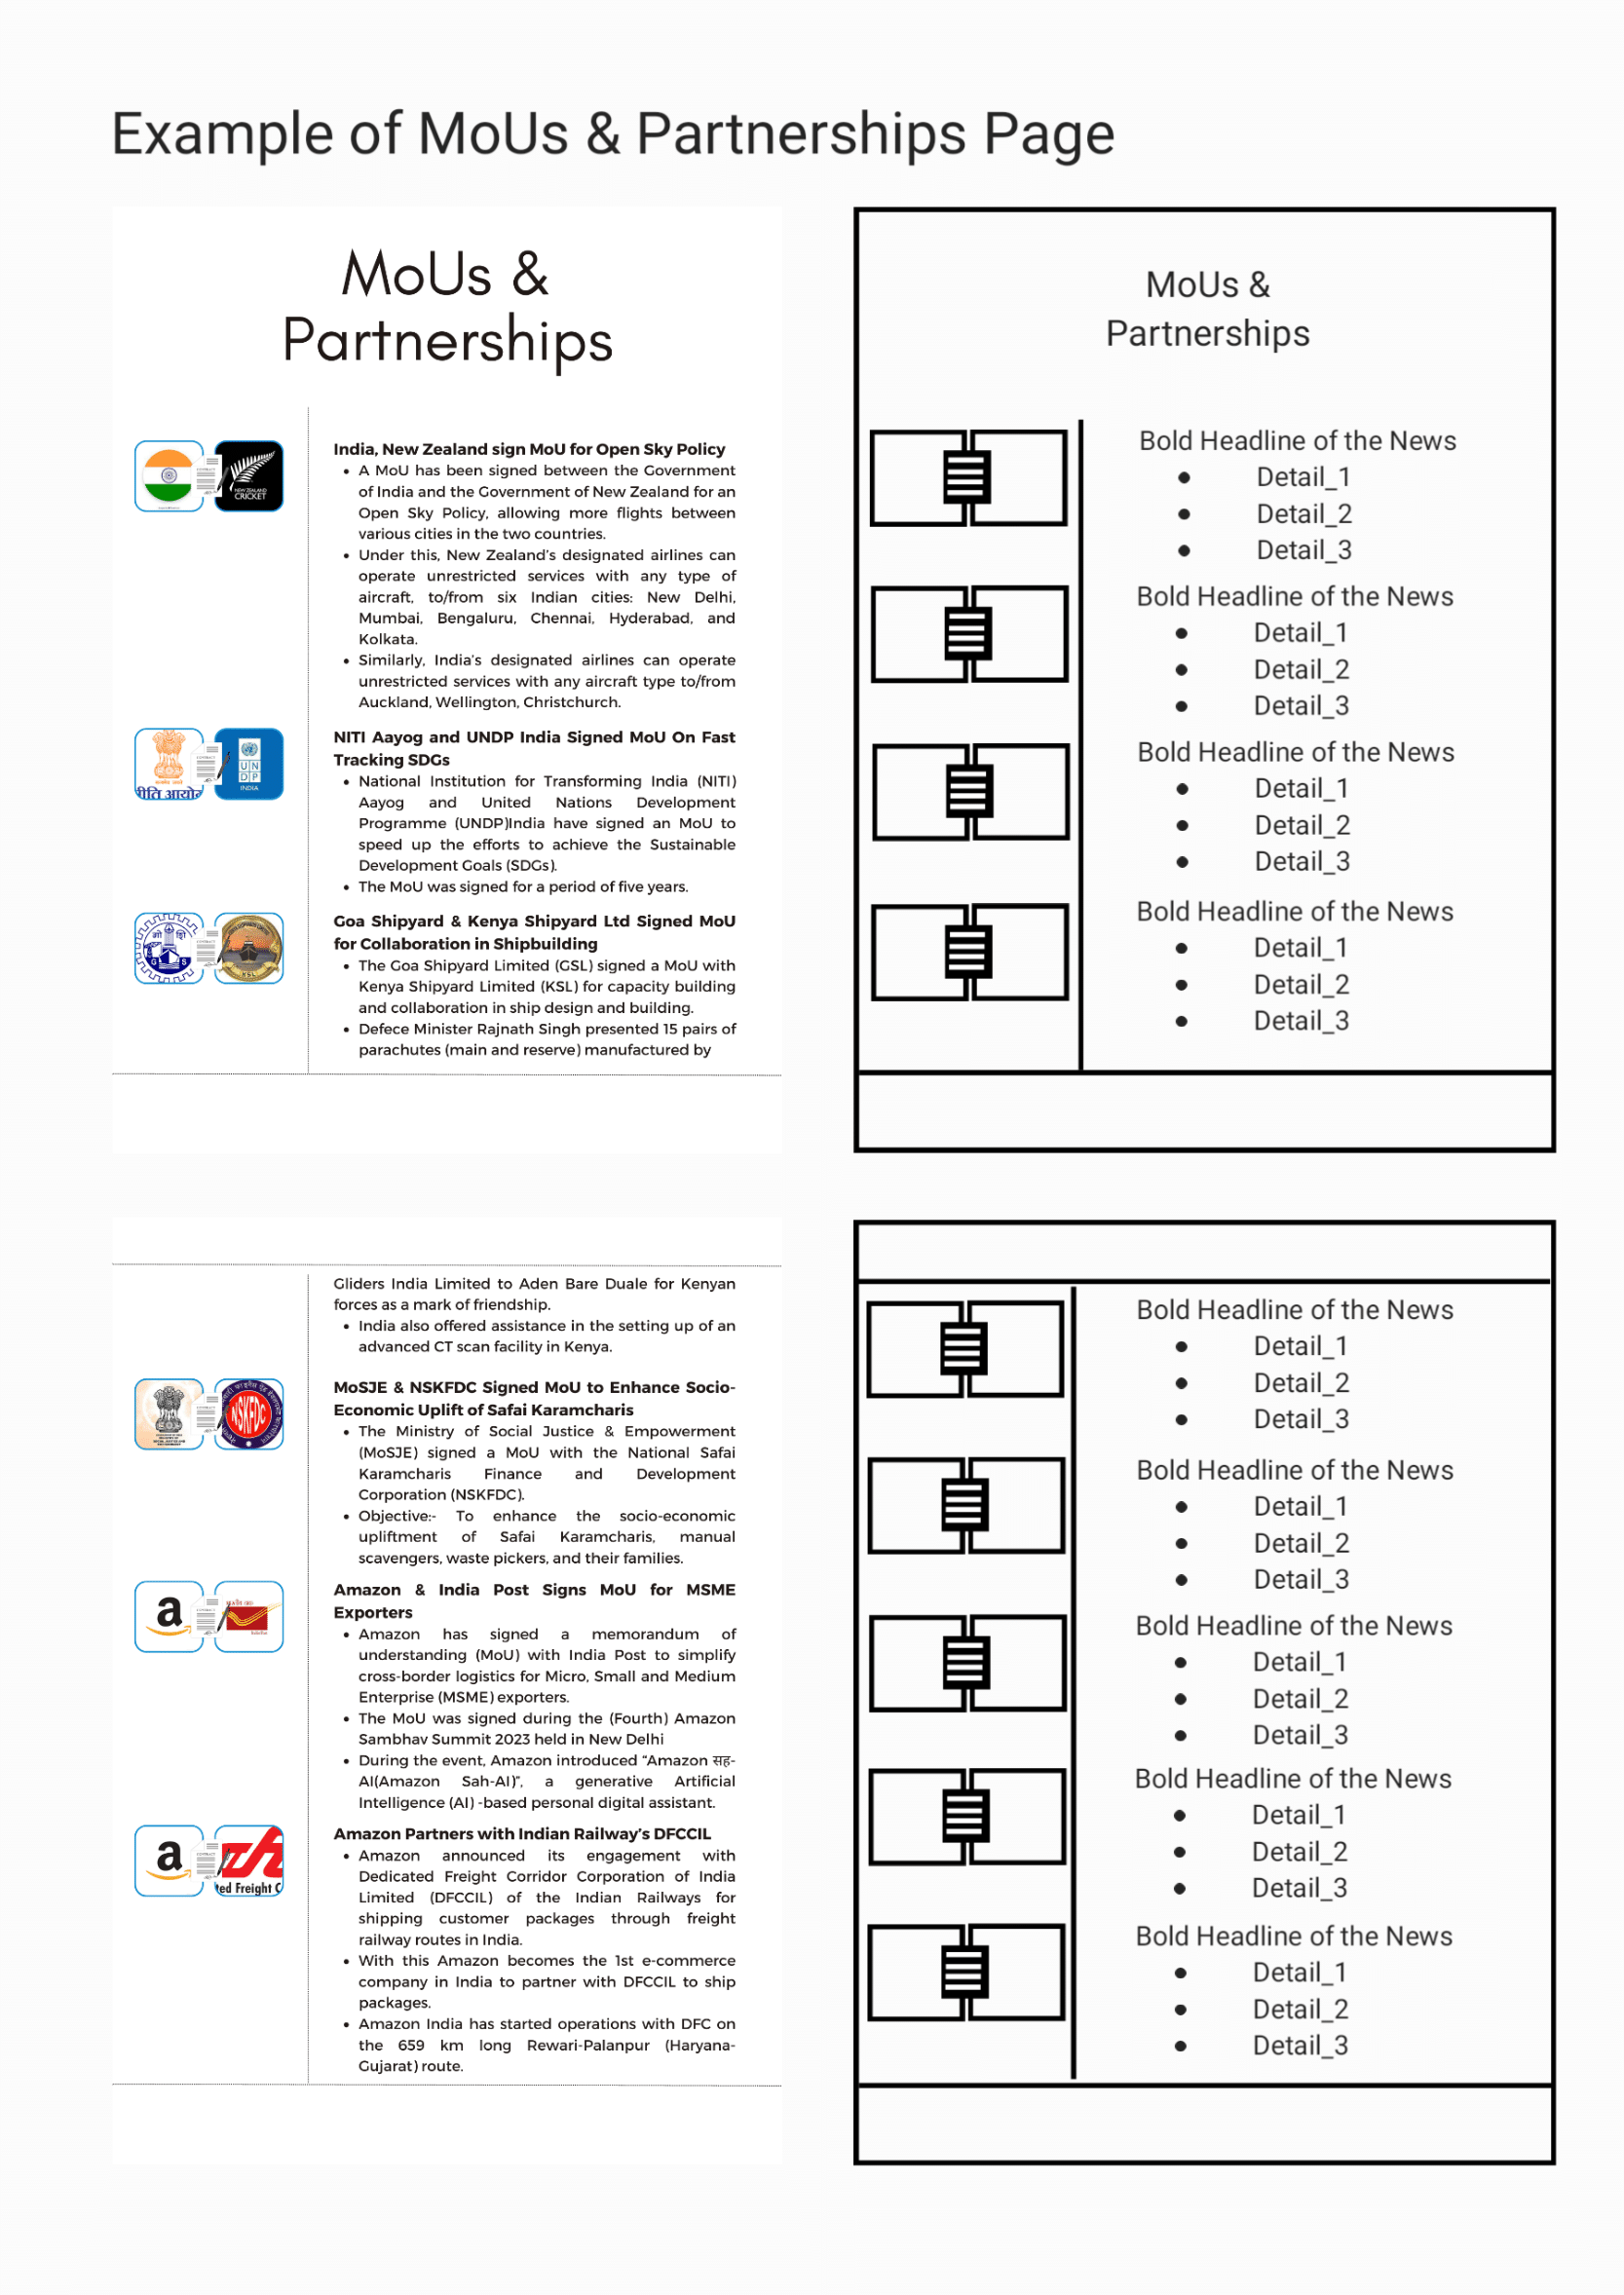 Example of MoUs & Partnerships Page
MoUs &
Partnerships
India, New Zealand sign MoU for Open Sky Policy
• A MoU has been signed between the Government
of India and the Government of New Zealand for an
Open Sky Policy, allowing more flights between
various cities in the two countries.
• Under this, New Zealand's designated airlines can
operate unrestricted services with any type of
aircraft, to/from six Indian cities: New Delhi,
Mumbai, Bengaluru, Chennai, Hyderabad, and
Kolkata.
• Similarly, India's designated airlines can operate
unrestricted services with any aircraft type to/from
Auckland, Wellington, Christchurch.
NEW ZEALAND
CRICKET
NITI Aayog and UNDP India Signed MoU On Fast
Tracking SDGs
• National Institution for Transforming India (NITI)
Aayog and United Nations Development
Programme (UNDP)India have signed an MoU to
speed up the efforts to achieve the Sustainable
Development Goals (SDGs).
• The MoU was signed for a period of five years.
नीति आयोग
U N
D P
INDIA
Goa Shipyard & Kenya Shipyard Ltd Signed MoU
for Collaboration in Shipbuilding
• The Goa Shipyard Limited (GSL) signed a MoU with
Kenya Shipyard Limited (KSL) for capacity building
and collaboration in ship design and building.
• Defece Minister Rajnath Singh presented 15 pairs of
parachutes (main and reserve) manufactured by
गो शि
G S
KSL
MoUs &
Partnerships
Bold Headline of the News
• Detail_1
• Detail_2
• Detail_3
Bold Headline of the News
• Detail_1
• Detail_2
• Detail_3
Bold Headline of the News
• Detail_1
• Detail_2
• Detail_3
Bold Headline of the News
• Detail_1
• Detail_2
• Detail_3
Gliders India Limited to Aden Bare Duale for Kenyan
forces as a mark of friendship.
• India also offered assistance in the setting up of an
advanced CT scan facility in Kenya.
MoSJE & NSKFDC Signed MoU to Enhance Socio-
Economic Uplift of Safai Karamcharis
• The Ministry of Social Justice & Empowerment
(MoSJE) signed a MoU with the National Safai
Karamcharis Finance and Development
Corporation (NSKFDC).
• Objective:- To enhance the socio-economic
upliftment of Safai Karamcharis, manual
scavengers, waste pickers, and their families.
NSKFDC
Amazon & India Post Signs MoU for MSME
Exporters
• Amazon has signed a memorandum of
understanding (MoU) with India Post to simplify
cross-border logistics for Micro, Small and Medium
Enterprise (MSME) exporters.
• The MoU was signed during the (Fourth) Amazon
Sambhav Summit 2023 held in New Delhi
• During the event, Amazon introduced “Amazon सह-
AI(Amazon Sah-AI)”, a generative Artificial
Intelligence (AI) -based personal digital assistant.
a
Amazon Partners with Indian Railway's DFCCIL
• Amazon announced its engagement with
Dedicated Freight Corridor Corporation of India
Limited (DFCCIL) of the Indian Railways for
shipping customer packages through freight
railway routes in India.
• With this Amazon becomes the 1st e-commerce
company in India to partner with DFCCIL to ship
packages.
• Amazon India has started operations with DFC on
the 659 km long Rewari-Palanpur (Haryana-
Gujarat) route.
a
ted Freight C
Bold Headline of the News
• Detail_1
• Detail_2
• Detail_3
Bold Headline of the News
• Detail_1
• Detail_2
• Detail_3
Bold Headline of the News
• Detail_1
• Detail_2
• Detail_3
Bold Headline of the News
• Detail_1
• Detail_2
• Detail_3
Bold Headline of the News
• Detail_1
• Detail_2
• Detail_3